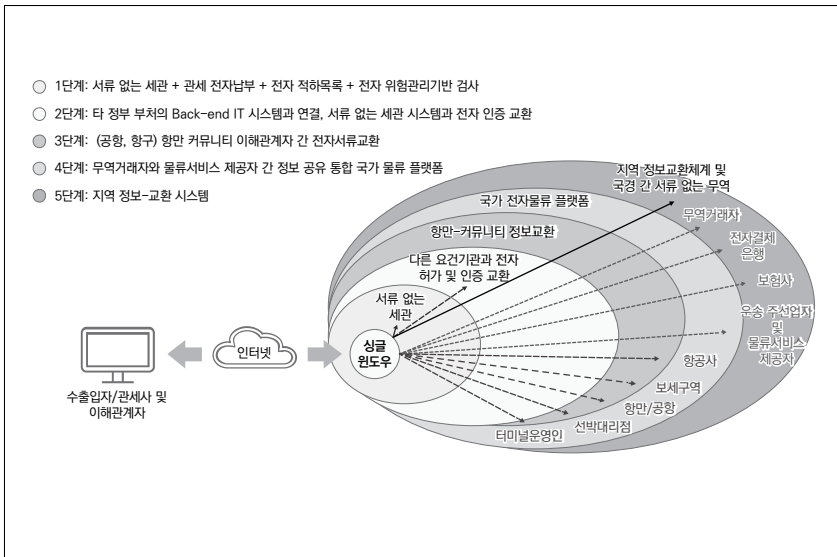 1단계: 서류 없는 세관 + 관세 전자납부 + 전자 적하목록 + 전자 위험관리기반 검사
2단계: 타 정부 부처의 Back-end IT 시스템과 연결, 서류 없는 세관 시스템과 전자 인증 교환
3단계: (공항, 항구) 항만 커뮤니티 이해관계자 간 전자서류교환
4단계: 무역거래자와 물류서비스 제공자 간 정보 공유 통합 국가 물류 플랫폼
5단계: 지역 정보-교환 시스템
지역 정보교환체계 및
국경 간 서류 없는 무역
국가 전자물류 플랫폼
무역거래자
항만-커뮤니티 정보교환
전자결제
은행
다른 요건기관과 전자
허가 및 인증 교환
보험사
서류 없는
세관
운송 주선업자
및
물류서비스
제공자
싱글
윈도우
인터넷
항공사
보세구역
항만/공항
선박대리점
터미널운영인
수출입자/관세사 및
이해관계자